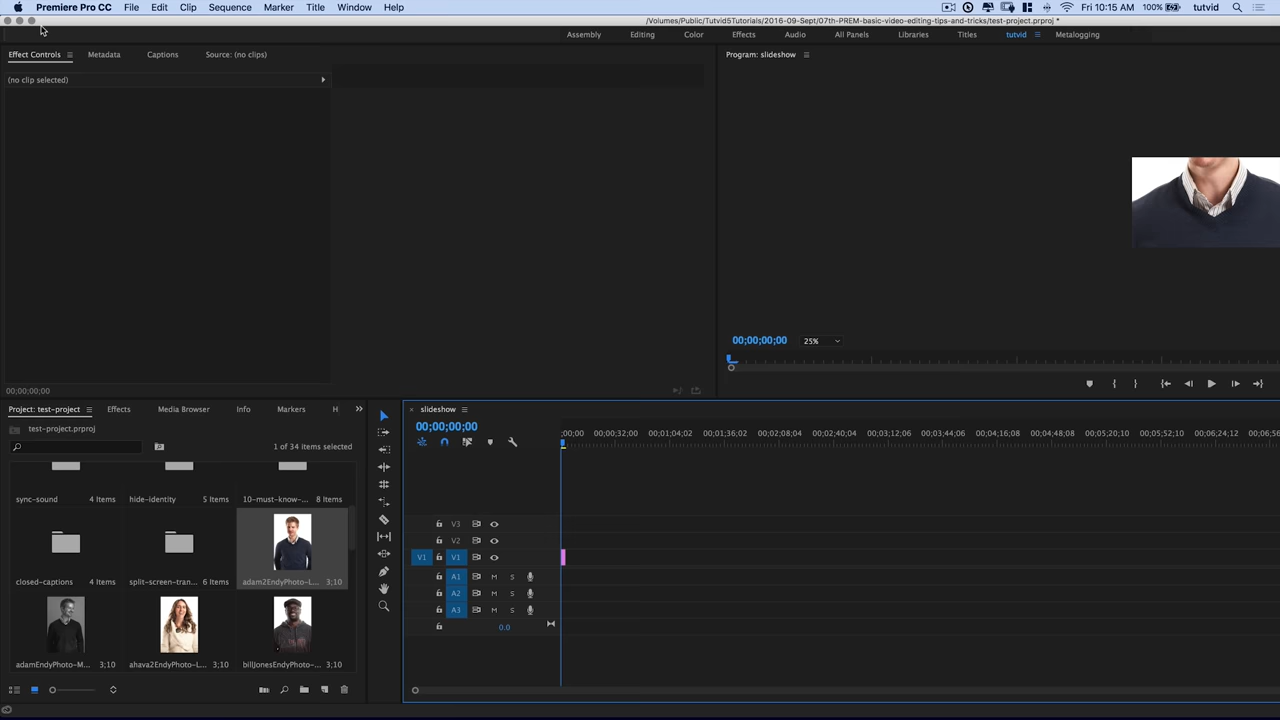 Premiere Pro CC File Edit Clip Sequence Marker Title Window Help Fri 10:15 AM 100% tutvid
/Volumes/Public/Tutvid5Tutorials/2016-09-Sept/07th-PREM-basic-video-editing-tips-and-tricks/test-project.prproj *
Assembly Editing Color Effects Audio All Panels Libraries Titles tutvid Metalogging
Effect Controls Metadata Captions Source: (no clips) Program: slideshow
(no clip selected)
00;00;00;00 25%
00;00;00;00
Project: test-project Effects Media Browser Info Markers H
slideshow
test-project.prproj
00;00;00;00
1 of 34 items selected
;00;00 00;00;32;00 00;01;04;02 00;01;36;02 00;02;08;04 00;02;40;04 00;03;12;06 00;03;44;06 00;04;16;08 00;04;48;08 00;05;20;10 00;05;52;10 00;06;24;12 00;06;56
sync-sound 4 Items hide-identity 5 Items 10-must-know-... 8 Items
V3
V2
V1 V1
closed-captions 4 Items split-screen-tran... 6 Items adam2EndyPhoto-L... 3;10
A1 M S
A2 M S
A3 M S
0.0
adamEndyPhoto-M... 3;10 ahava2EndyPhoto-L... 3;10 billJonesEndyPhoto-... 3;10